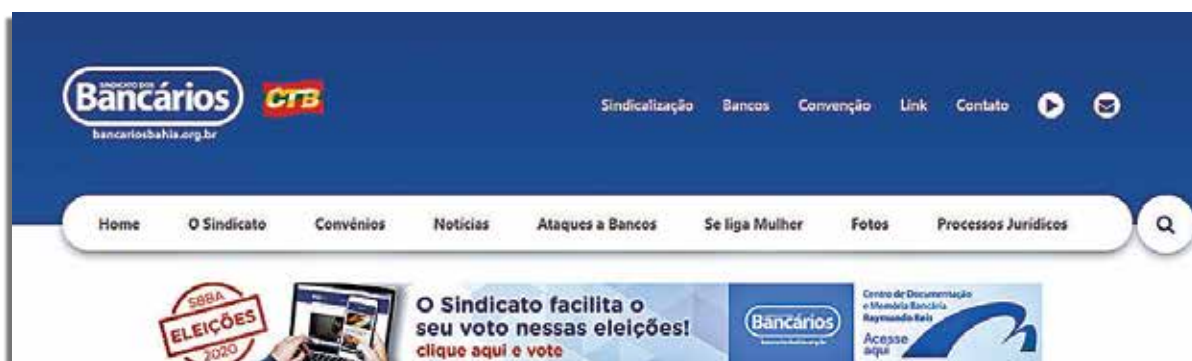 SINDICATO DOS
Bancários
bancariosbahia.org.br
CTB
Sindicalização Bancos Convenção Link Contato
Home O Sindicato Convênios Notícias Ataques a Bancos Se liga Mulher Fotos Processos Jurídicos
SBBA
ELEIÇÕES
2020
O Sindicato facilita o
seu voto nessas eleições!
clique aqui e vote
Bancários
Centro de Documentação
e Memória Bancária
Raymundo Reis
Acesse
aqui